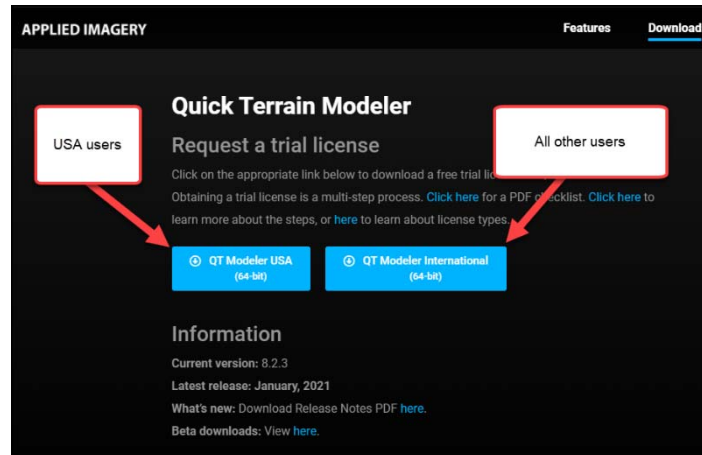 APPLIED IMAGERY
Features
Download
Quick Terrain Modeler
USA users
All other users
Request a trial license
Click on the appropriate link below to download a free trial
Obtaining a trial license is a multi-step process. Click here for a PDF checklist. Click here to
learn more about the steps, or here to learn about license types.
QT Modeler USA
(64-bit)
QT Modeler International
(64-bit)
Information
Current version: 8.2.3
Latest release: January, 2021
What's new: Download Release Notes PDF here.
Beta downloads: View here.